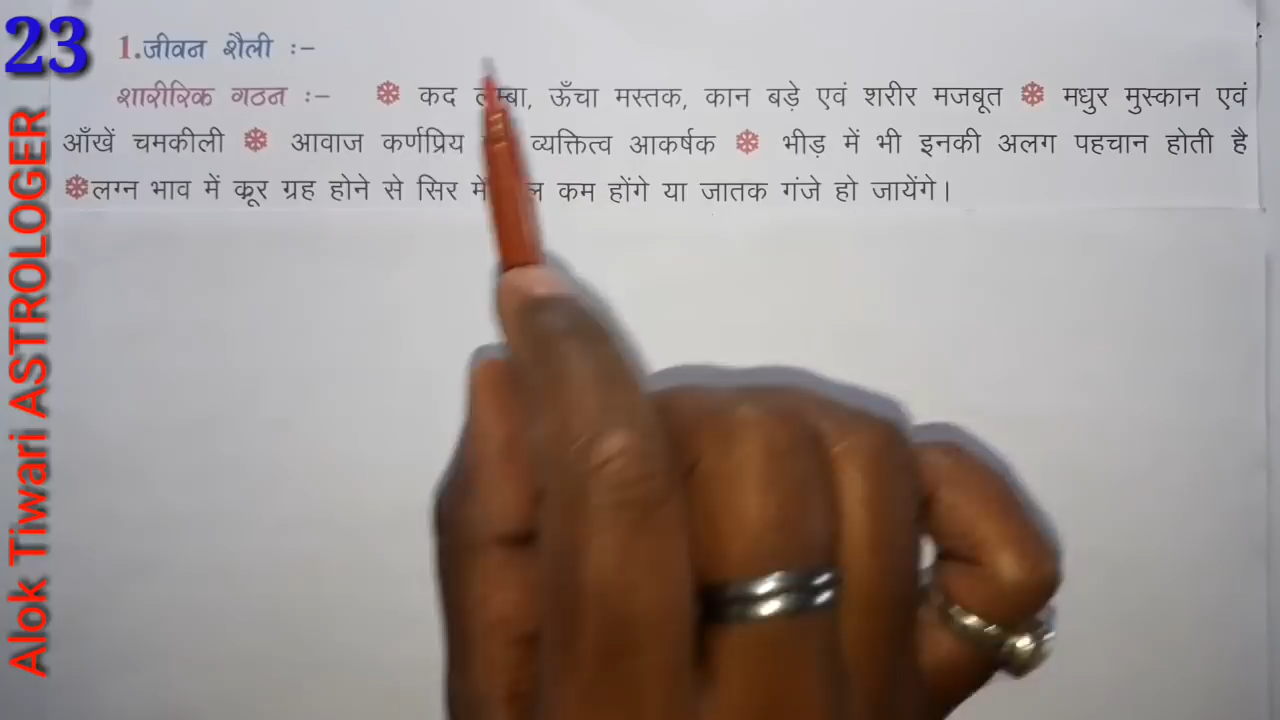 23
1.जीवन शैली :–
शारीरिक गठन :– ❄ कद लम्बा, ऊँचा मस्तक, कान बड़े एवं शरीर मजबूत ❄ मधुर मुस्कान एवं
आँखें चमकीली ❄ आवाज कर्णप्रिय व्यक्तित्व आकर्षक ❄ भीड़ में भी इनकी अलग पहचान होती है
❄लग्न भाव में क्रूर ग्रह होने से सिर में कम होंगे या जातक गंजे हो जायेंगे।
Alok Tiwari ASTROLOGER